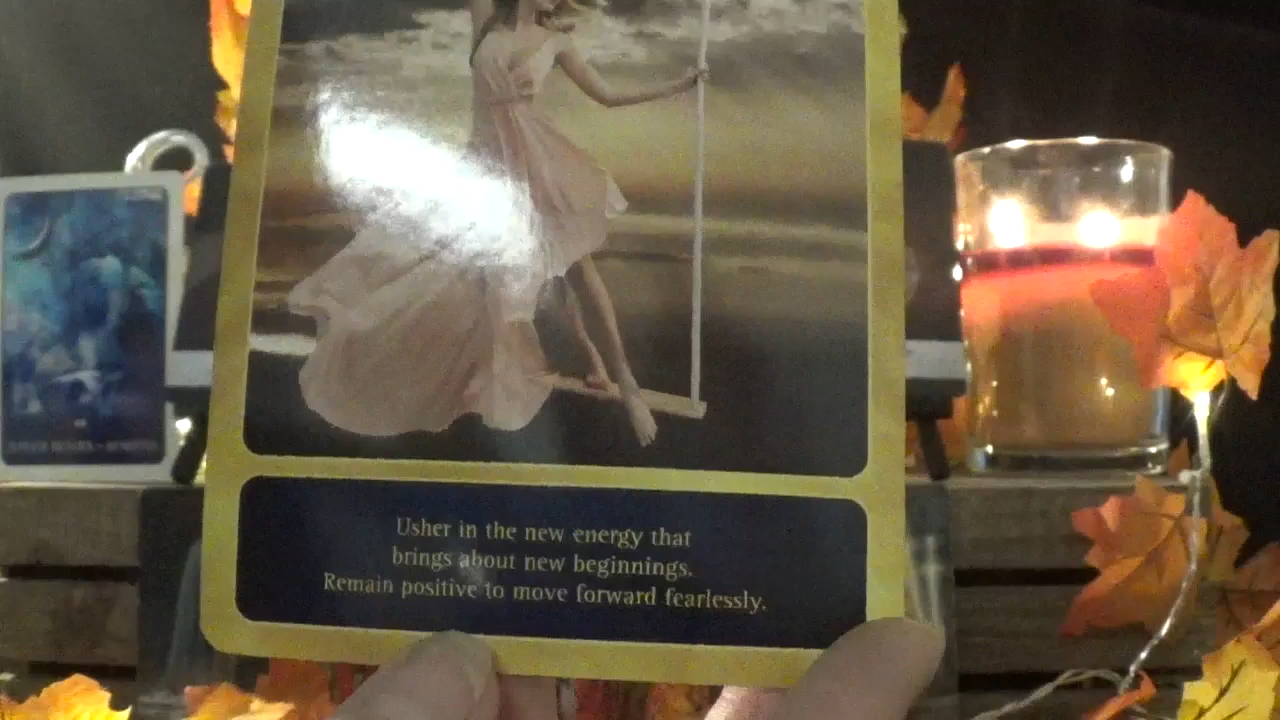 Usher in the new energy that
brings about new beginnings.
Remain positive to move forward fearlessly.